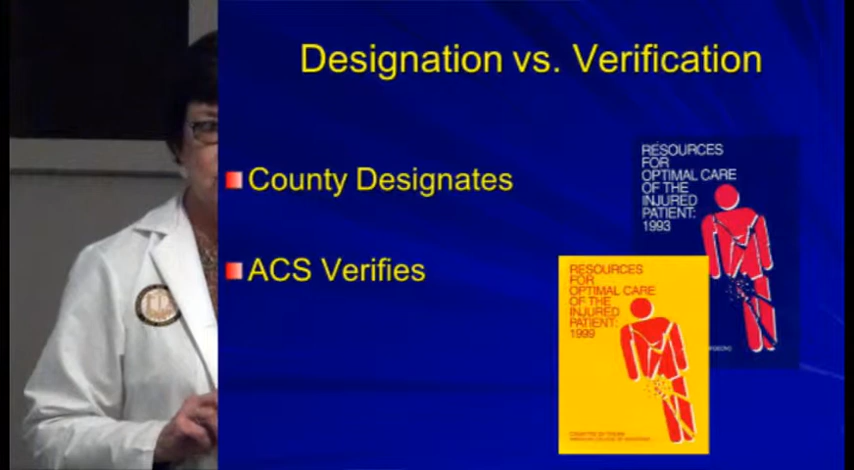 Designation vs. Verification
County Designates
ACS Verifies
RESOURCES
FOR
OPTIMAL CARE
OF THE
INJURED
PATIENT:
1993
RESOURCES
FOR
OPTIMAL CARE
OF THE
INJURED
PATIENT:
1999